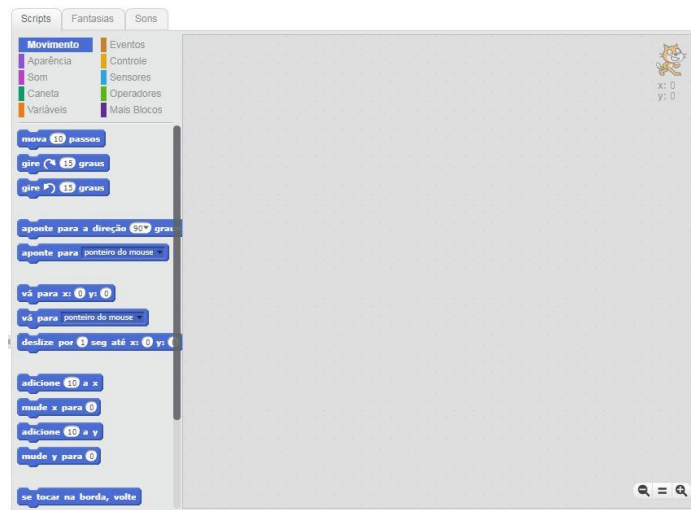 Scripts Fantasias Sons
Movimento Eventos
Aparência Controle
Som Sensores
Caneta Operadores
Variáveis Mais Blocos
x: 0
y: 0
mova 10 passos
gire 15 graus
gire 15 graus
aponte para a direção 90 grau
aponte para ponteiro do mouse
vá para x: 0 y: 0
vá para ponteiro do mouse
deslize por 1 seg até x: 0 y: 0
adicione 10 a x
mude x para 0
adicione 10 a y
mude y para 0
se tocar na borda, volte